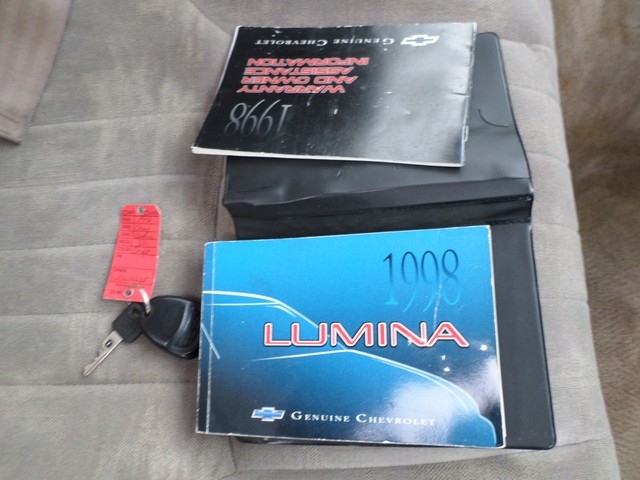 GENUINE CHEVROLET
WARRANTY
AND OWNER
ASSISTANCE
INFORMATION
1998
1998
LUMINA
GENUINE CHEVROLET